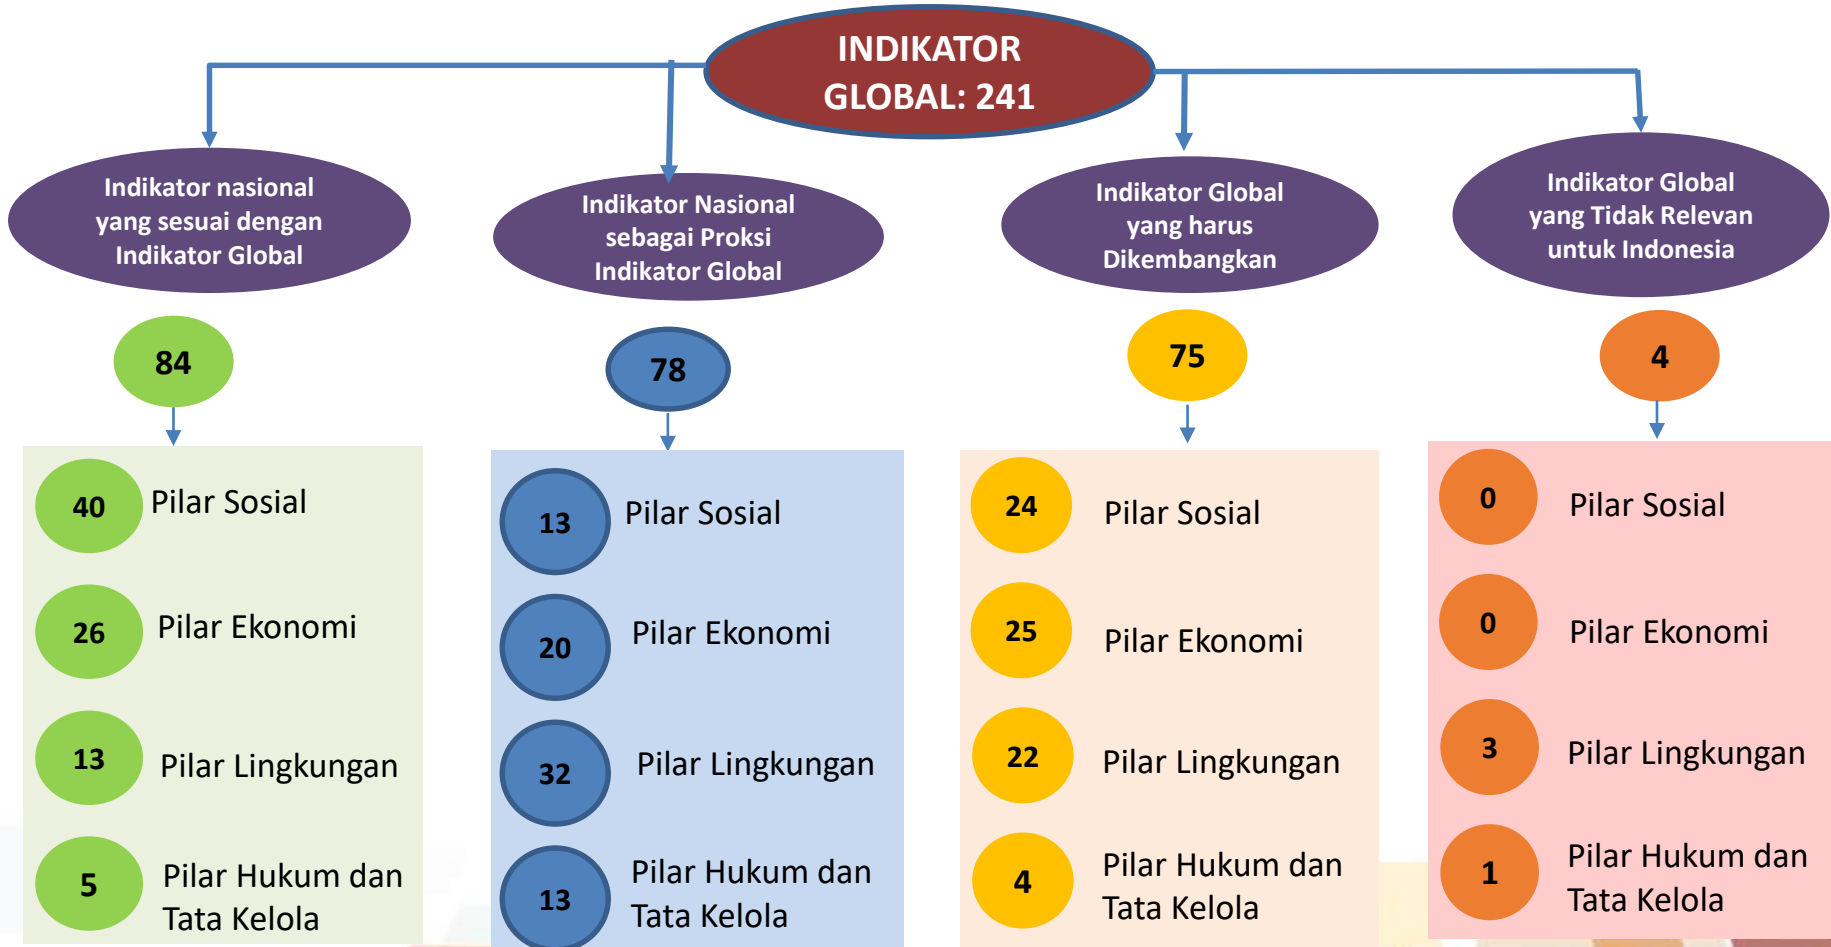 INDIKATOR
GLOBAL: 241
Indikator nasional
yang sesuai dengan
Indikator Global
Indikator Nasional
sebagai Proksi
Indikator Global
Indikator Global
yang harus
Dikembangkan
Indikator Global
yang Tidak Relevan
untuk Indonesia
84
78
75
4
40 Pilar Sosial
26 Pilar Ekonomi
13 Pilar Lingkungan
5 Pilar Hukum dan
Tata Kelola
13 Pilar Sosial
20 Pilar Ekonomi
32 Pilar Lingkungan
13 Pilar Hukum dan
Tata Kelola
24 Pilar Sosial
25 Pilar Ekonomi
22 Pilar Lingkungan
4 Pilar Hukum dan
Tata Kelola
0 Pilar Sosial
0 Pilar Ekonomi
3 Pilar Lingkungan
1 Pilar Hukum dan
Tata Kelola